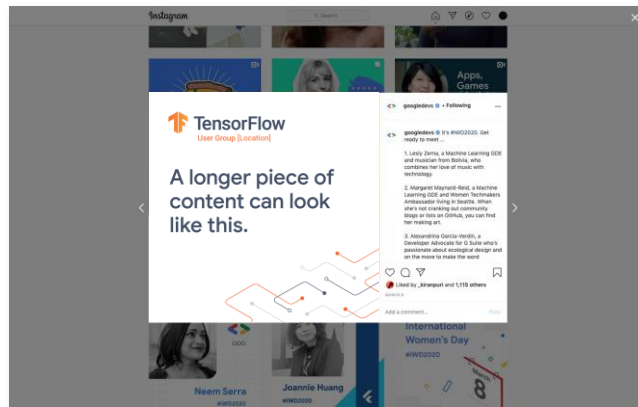 Instagram
Search
Apps,
Games
TensorFlow
User Group [Location]
A longer piece of
content can look
like this.
googledevs • Following
googledevs It's #IWD2020. Get
ready to meet ...
1. Lesly Zerna, a Machine Learning GDE
and musician from Bolivia, who
combines her love of music with
technology.
2. Margaret Maynard-Reid, a Machine
Learning GDE and Women Techmakers
Ambassador living in Seattle. When
she's not cranking out community
blogs or lists on GitHub, you can find
her making art.
3. Alexandrina Garcia-Verdin, a
Developer Advocate for G Suite who's
passionate about ecological design and
on the move to make the word
Liked by _kiranpuri and 1,115 others
MARCH 8
Add a comment...
Post
GDG
Neem Serra
#IWD2020
Joannie Huang
#IWD2020
International
Women's Day
#IWD2020
March
8